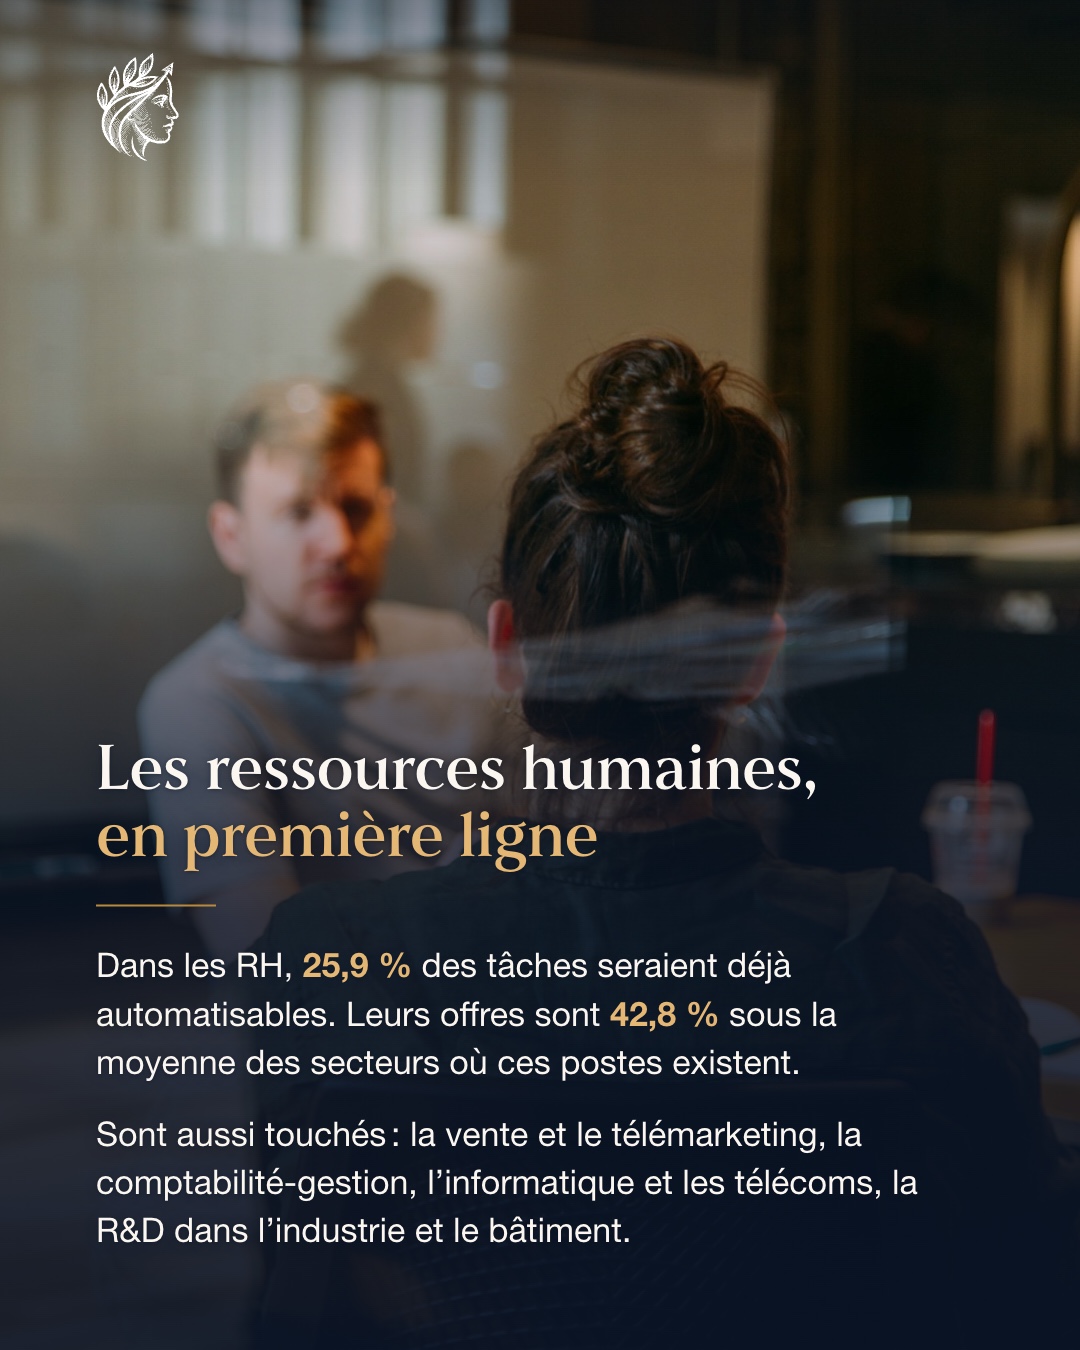 Les ressources humaines,
en première ligne
Dans les RH, 25,9 % des tâches seraient déjà
automatisables. Leurs offres sont 42,8 % sous la
moyenne des secteurs où ces postes existent.
Sont aussi touchés : la vente et le télémarketing, la
comptabilité-gestion, l’informatique et les télécoms, la
R&D dans l’industrie et le bâtiment.